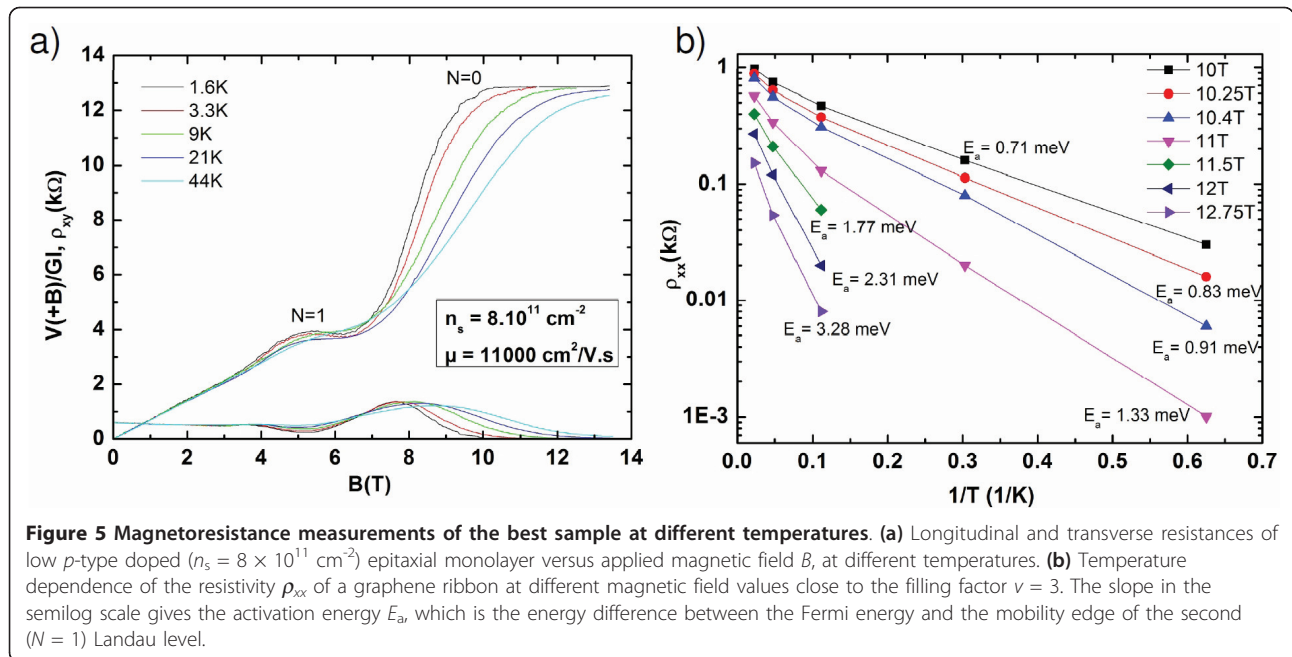 a)
14
13
12
11
10
9
8
7
6
5
4
3
2
1
0
V(+B)/GI, ρxy(kΩ)
1.6K
3.3K
9K
21K
44K
N=0
N=1
ns = 8.10¹¹ cm⁻²
μ = 11000 cm²/V.s
0 2 4 6 8 10 12 14
B(T)
b)
1
0.1
0.01
1E-3
ρxx(kΩ)
10T
10.25T
10.4T
11T
11.5T
12T
12.75T
Ea= 0.71 meV
Ea= 1.77 meV
Ea= 2.31 meV
Ea= 3.28 meV
Ea= 0.83 meV
Ea= 0.91 meV
Ea= 1.33 meV
0.0 0.1 0.2 0.3 0.4 0.5 0.6 0.7
1/T (1/K)
Figure 5 Magnetoresistance measurements of the best sample at different temperatures. (a) Longitudinal and transverse resistances of
low p-type doped (ns = 8 × 10¹¹ cm⁻²) epitaxial monolayer versus applied magnetic field B, at different temperatures. (b) Temperature
dependence of the resistivity ρxx of a graphene ribbon at different magnetic field values close to the filling factor ν = 3. The slope in the
semilog scale gives the activation energy Ea, which is the energy difference between the Fermi energy and the mobility edge of the second
(N = 1) Landau level.